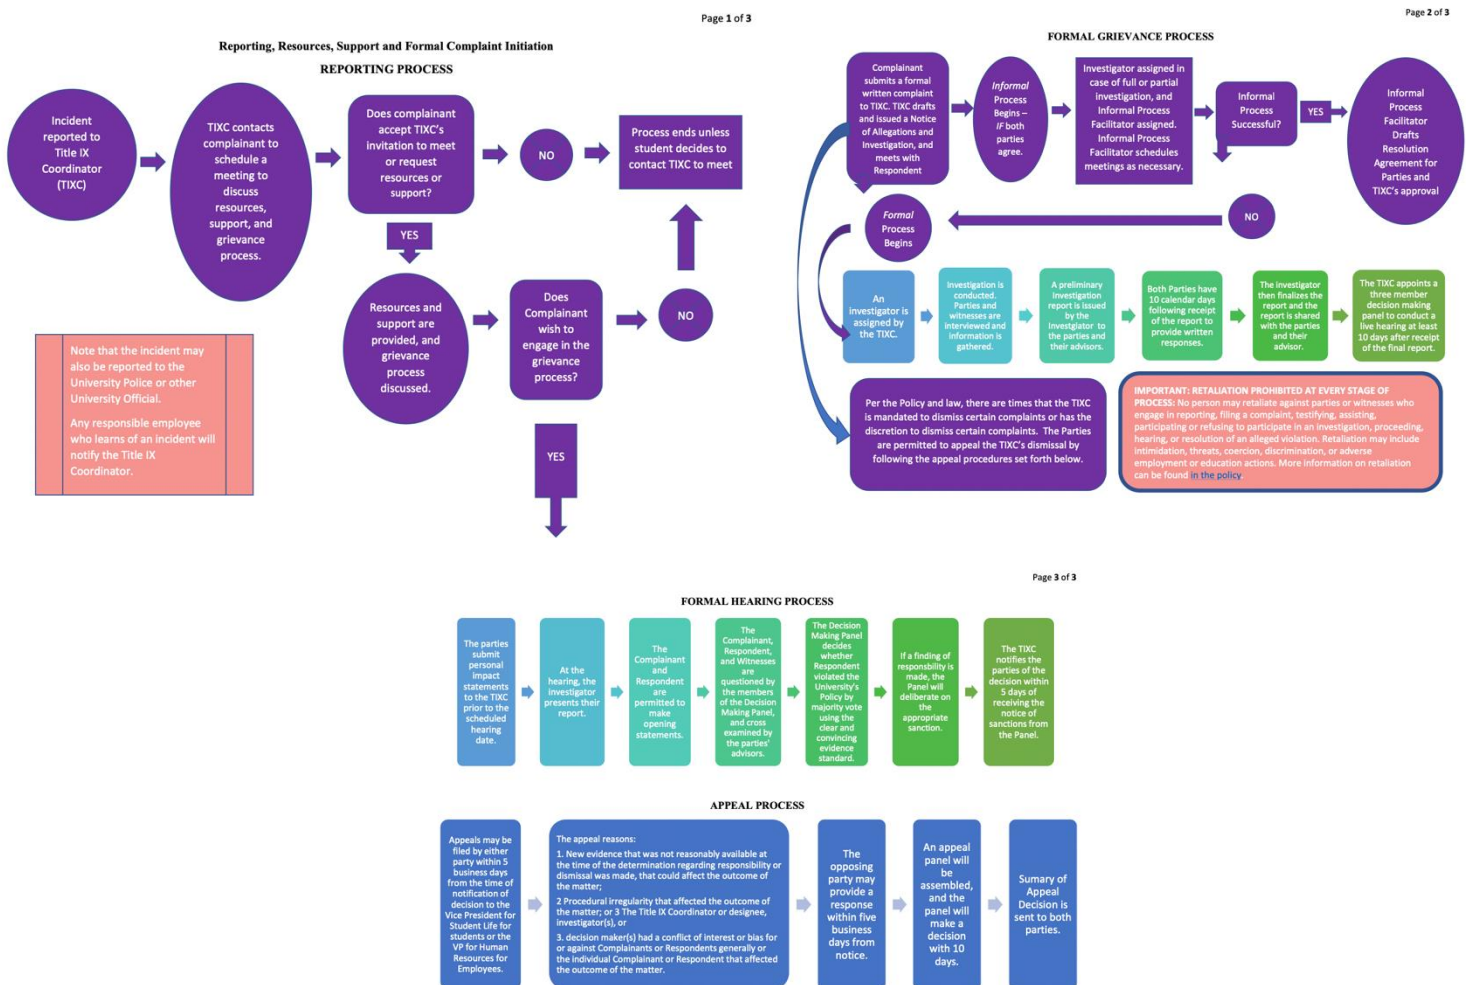 Page 1 of 3
Reporting, Resources, Support and Formal Complaint Initiation
REPORTING PROCESS
Incident
reported to
Title IX
Coordinator
(TIXC)
TIXC contacts
complainant to
schedule a
meeting to
discuss
resources,
support, and
grievance
process.
Does complainant
accept TIXC's
invitation to meet
or request
resources or
support?
NO
Process ends unless
student decides to
contact TIXC to meet
YES
Resources and
support are
provided, and
grievance
process
discussed.
Does
Complainant
wish to
engage in the
grievance
process?
NO
YES
Note that the incident may
also be reported to the
University Police or other
University Official.
Any responsible employee
who learns of an incident will
notify the Title IX
Coordinator.
Page 2 of 3
FORMAL GRIEVANCE PROCESS
Complainant
submits a formal
written complaint
to TIXC. TIXC drafts
and issued a Notice
of Allegations and
Investigation, and
meets with
Respondent
Informal
Process
Begins –
IF both
parties
agree.
Investigator assigned in
case of full or partial
investigation, and
Informal Process
Facilitator assigned.
Informal Process
Facilitator schedules
meetings as necessary.
Informal
Process
Successful?
YES
Informal
Process
Facilitator
Drafts
Resolution
Agreement for
Parties and
TIXC's approval
NO
Formal
Process
Begins
An
investigator is
assigned by
the TIXC.
Investigation is
conducted.
Parties and
witnesses are
interviewed and
information is
gathered.
A preliminary
investigation
report is issued
by the
Investgiator to
the parties and
their advisors.
Both Parties have
10 calendar days
following receipt
of the report to
provide written
responses.
The investigator
then finalizes the
report and the
report is shared
with the parties
and their
advisor.
The TIXC appoints a
three member
decision making
panel to conduct a
live hearing at least
10 days after receipt
of the final report.
Per the Policy and law, there are times that the TIXC
is mandated to dismiss certain complaints or has the
discretion to dismiss certain complaints. The Parties
are permitted to appeal the TIXC's dismissal by
following the appeal procedures set forth below.
IMPORTANT: RETALIATION PROHIBITED AT EVERY STAGE OF
PROCESS: No person may retaliate against parties or witnesses who
engage in reporting, filing a complaint, testifying, assisting,
participating or refusing to participate in an investigation, proceeding,
hearing, or resolution of an alleged violation. Retaliation may include
intimidation, threats, coercion, discrimination, or adverse
employment or education actions. More information on retaliation
can be found in the policy.
Page 3 of 3
FORMAL HEARING PROCESS
The parties
submit
personal
impact
statements
to the TIXC
prior to the
scheduled
hearing
date.
At the
hearing, the
investigator
presents their
report.
The
Complainant
and
Respondent
are
permitted to
make
opening
statements.
The
Complainant,
Respondent,
and Witnesses
are
questioned by
the members
of the Decision
Making Panel,
and cross
examined by
the parties'
advisors.
The Decision
Making Panel
decides
whether
Respondent
violated the
University's
Policy by
majority vote
using the
clear and
convincing
evidence
standard.
If a finding of
responsbility is
made, the
Panel will
deliberate on
the
appropriate
sanction.
The TIXC
notifies the
parties of the
decision within
5 days of
receiving the
notice of
sanctions from
the Panel.
APPEAL PROCESS
Appeals may be
filed by either
party within 5
business days
from the time of
notification of
decision to the
Vice President for
Student Life for
students or the
VP for Human
Resources for
Employees.
The appeal reasons:
1. New evidence that was not reasonably available at
the time of the determination regarding responsibility or
dismissal was made, that could affect the outcome of
the matter;
2 Procedural irregularity that affected the outcome of
the matter; or 3 The Title IX Coordinator or designee,
investigator(s), or
3. decision maker(s) had a conflict of interest or bias for
or against Complainants or Respondents generally or
the individual Complainant or Respondent that affected
the outcome of the matter.
The
opposing
party may
provide a
response
within five
business
days from
notice.
An appeal
panel will
be
assembled,
and the
panel will
make a
decision
with 10
days.
Sumary of
Appeal
Decision is
sent to both
parties.